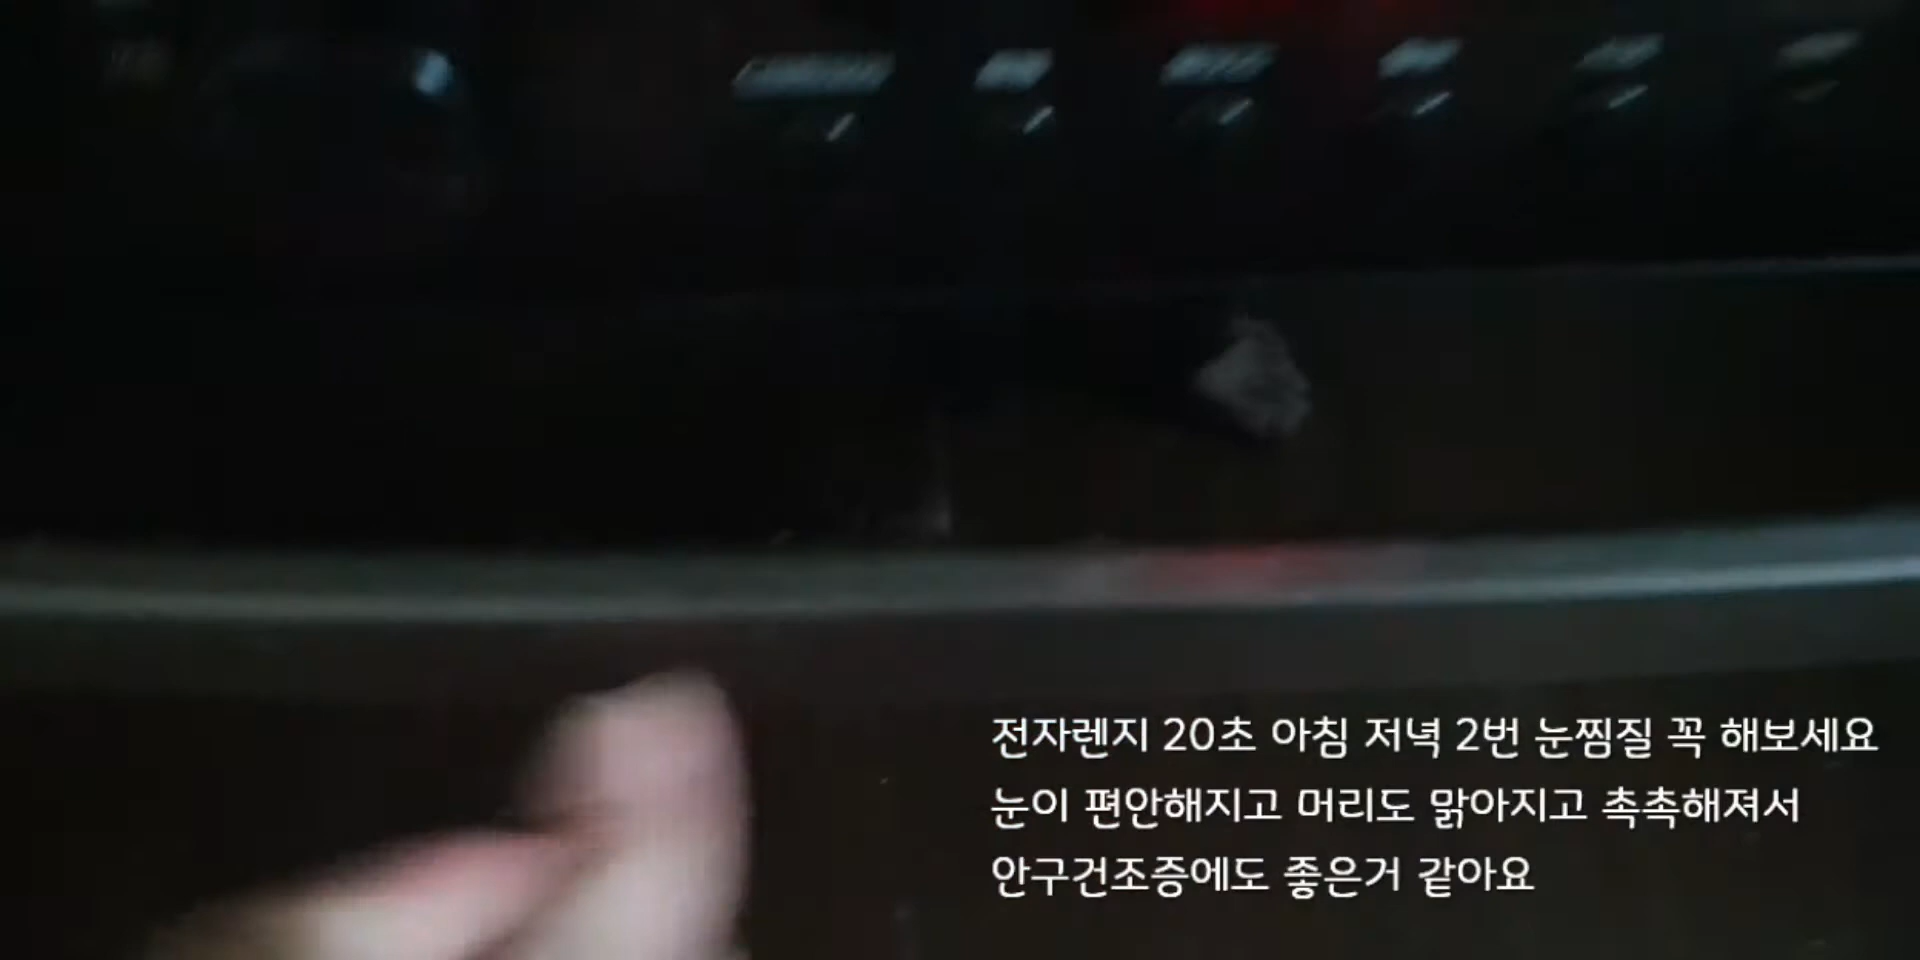 전자렌지 20초 아침 저녁 2번 눈찜질 꼭 해보세요
눈이 편안해지고 머리도 맑아지고 촉촉해져서
안구건조증에도 좋은거 같아요